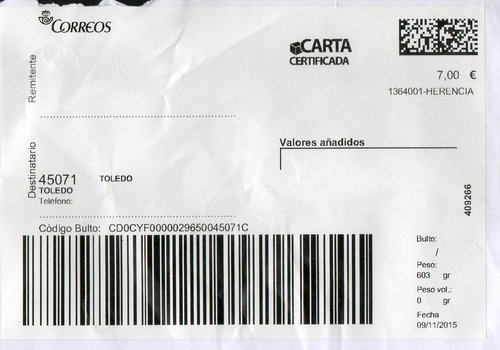 CORREOS
CARTA
CERTIFICADA
7,00 €
1364001-HERENCIA
Remitente
Valores añadidos
Destinatario
45071 TOLEDO
TOLEDO
Teléfono:
409266
Código Bulto: CD0CYF0000029650045071C
Bulto:
/
Peso:
603 gr
Peso vol.:
0 gr
Fecha
09/11/2015